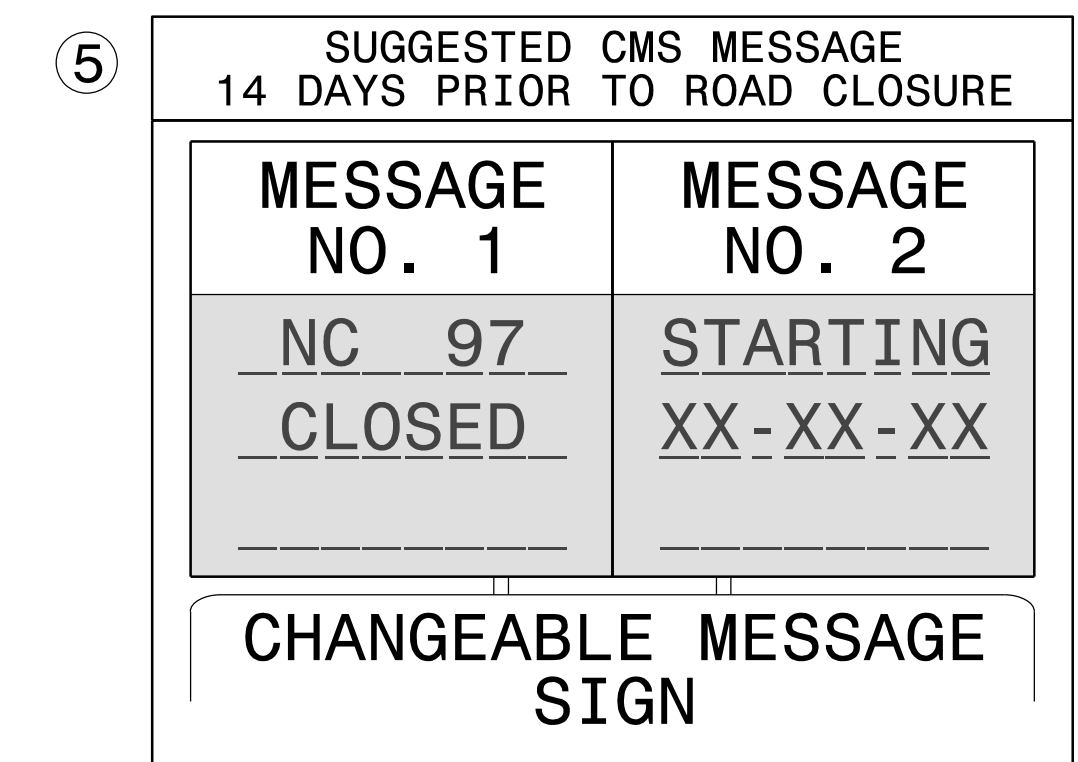 5
SUGGESTED CMS MESSAGE
14 DAYS PRIOR TO ROAD CLOSURE
MESSAGE NO. 1
MESSAGE NO. 2
NC 97
CLOSED
STARTING
XX-XX-XX
CHANGEABLE MESSAGE
SIGN